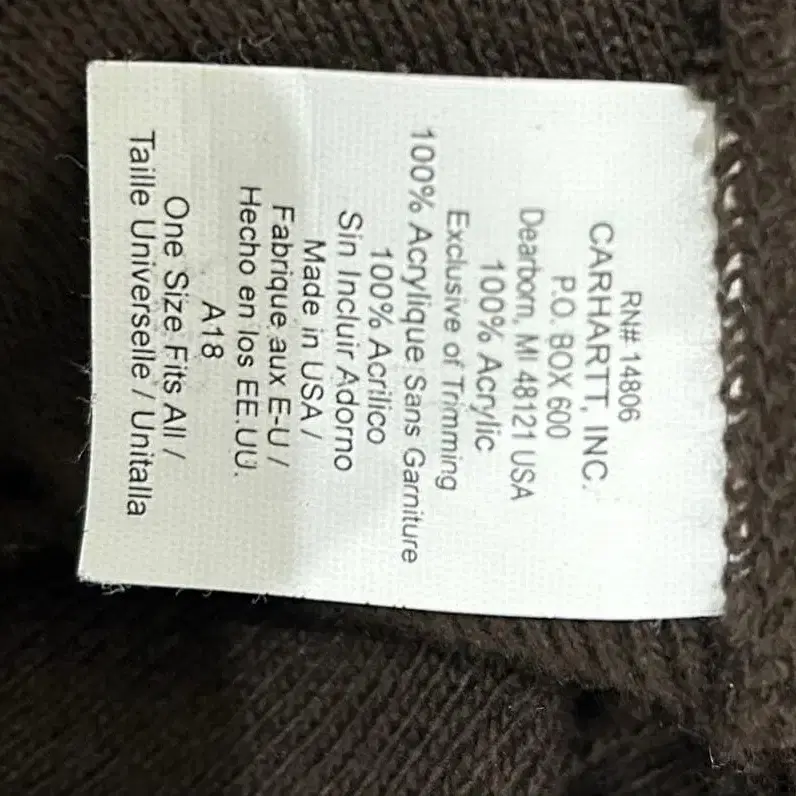 RN# 14806
CARHARTT, INC.
P.O. BOX 600
Dearborn, MI 48121 USA
100% Acrylic
Exclusive of Trimming
100% Acrylique Sans Garniture
100% Acrilico
Sin Incluir Adorno
Made in USA /
Fabrique aux E-U /
Hecho en los EE.UU.
A18
One Size Fits All /
Taille Universelle / Unitalla